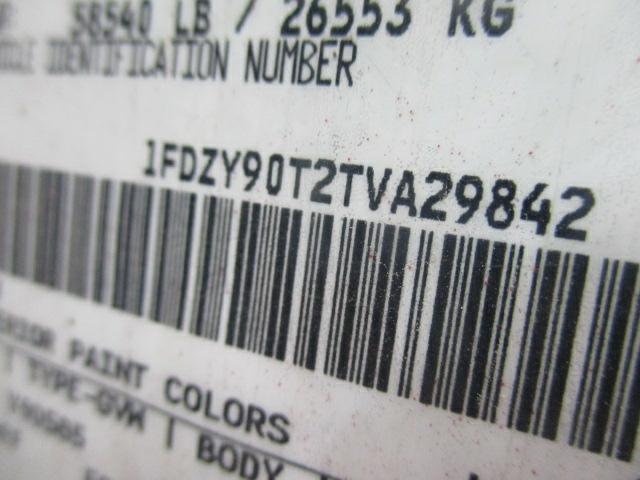 58540 LB / 26553 KG
IDENTIFICATION NUMBER
1FDZY90T2TVA29842
PAINT COLORS
TYPE-GVW | BODY